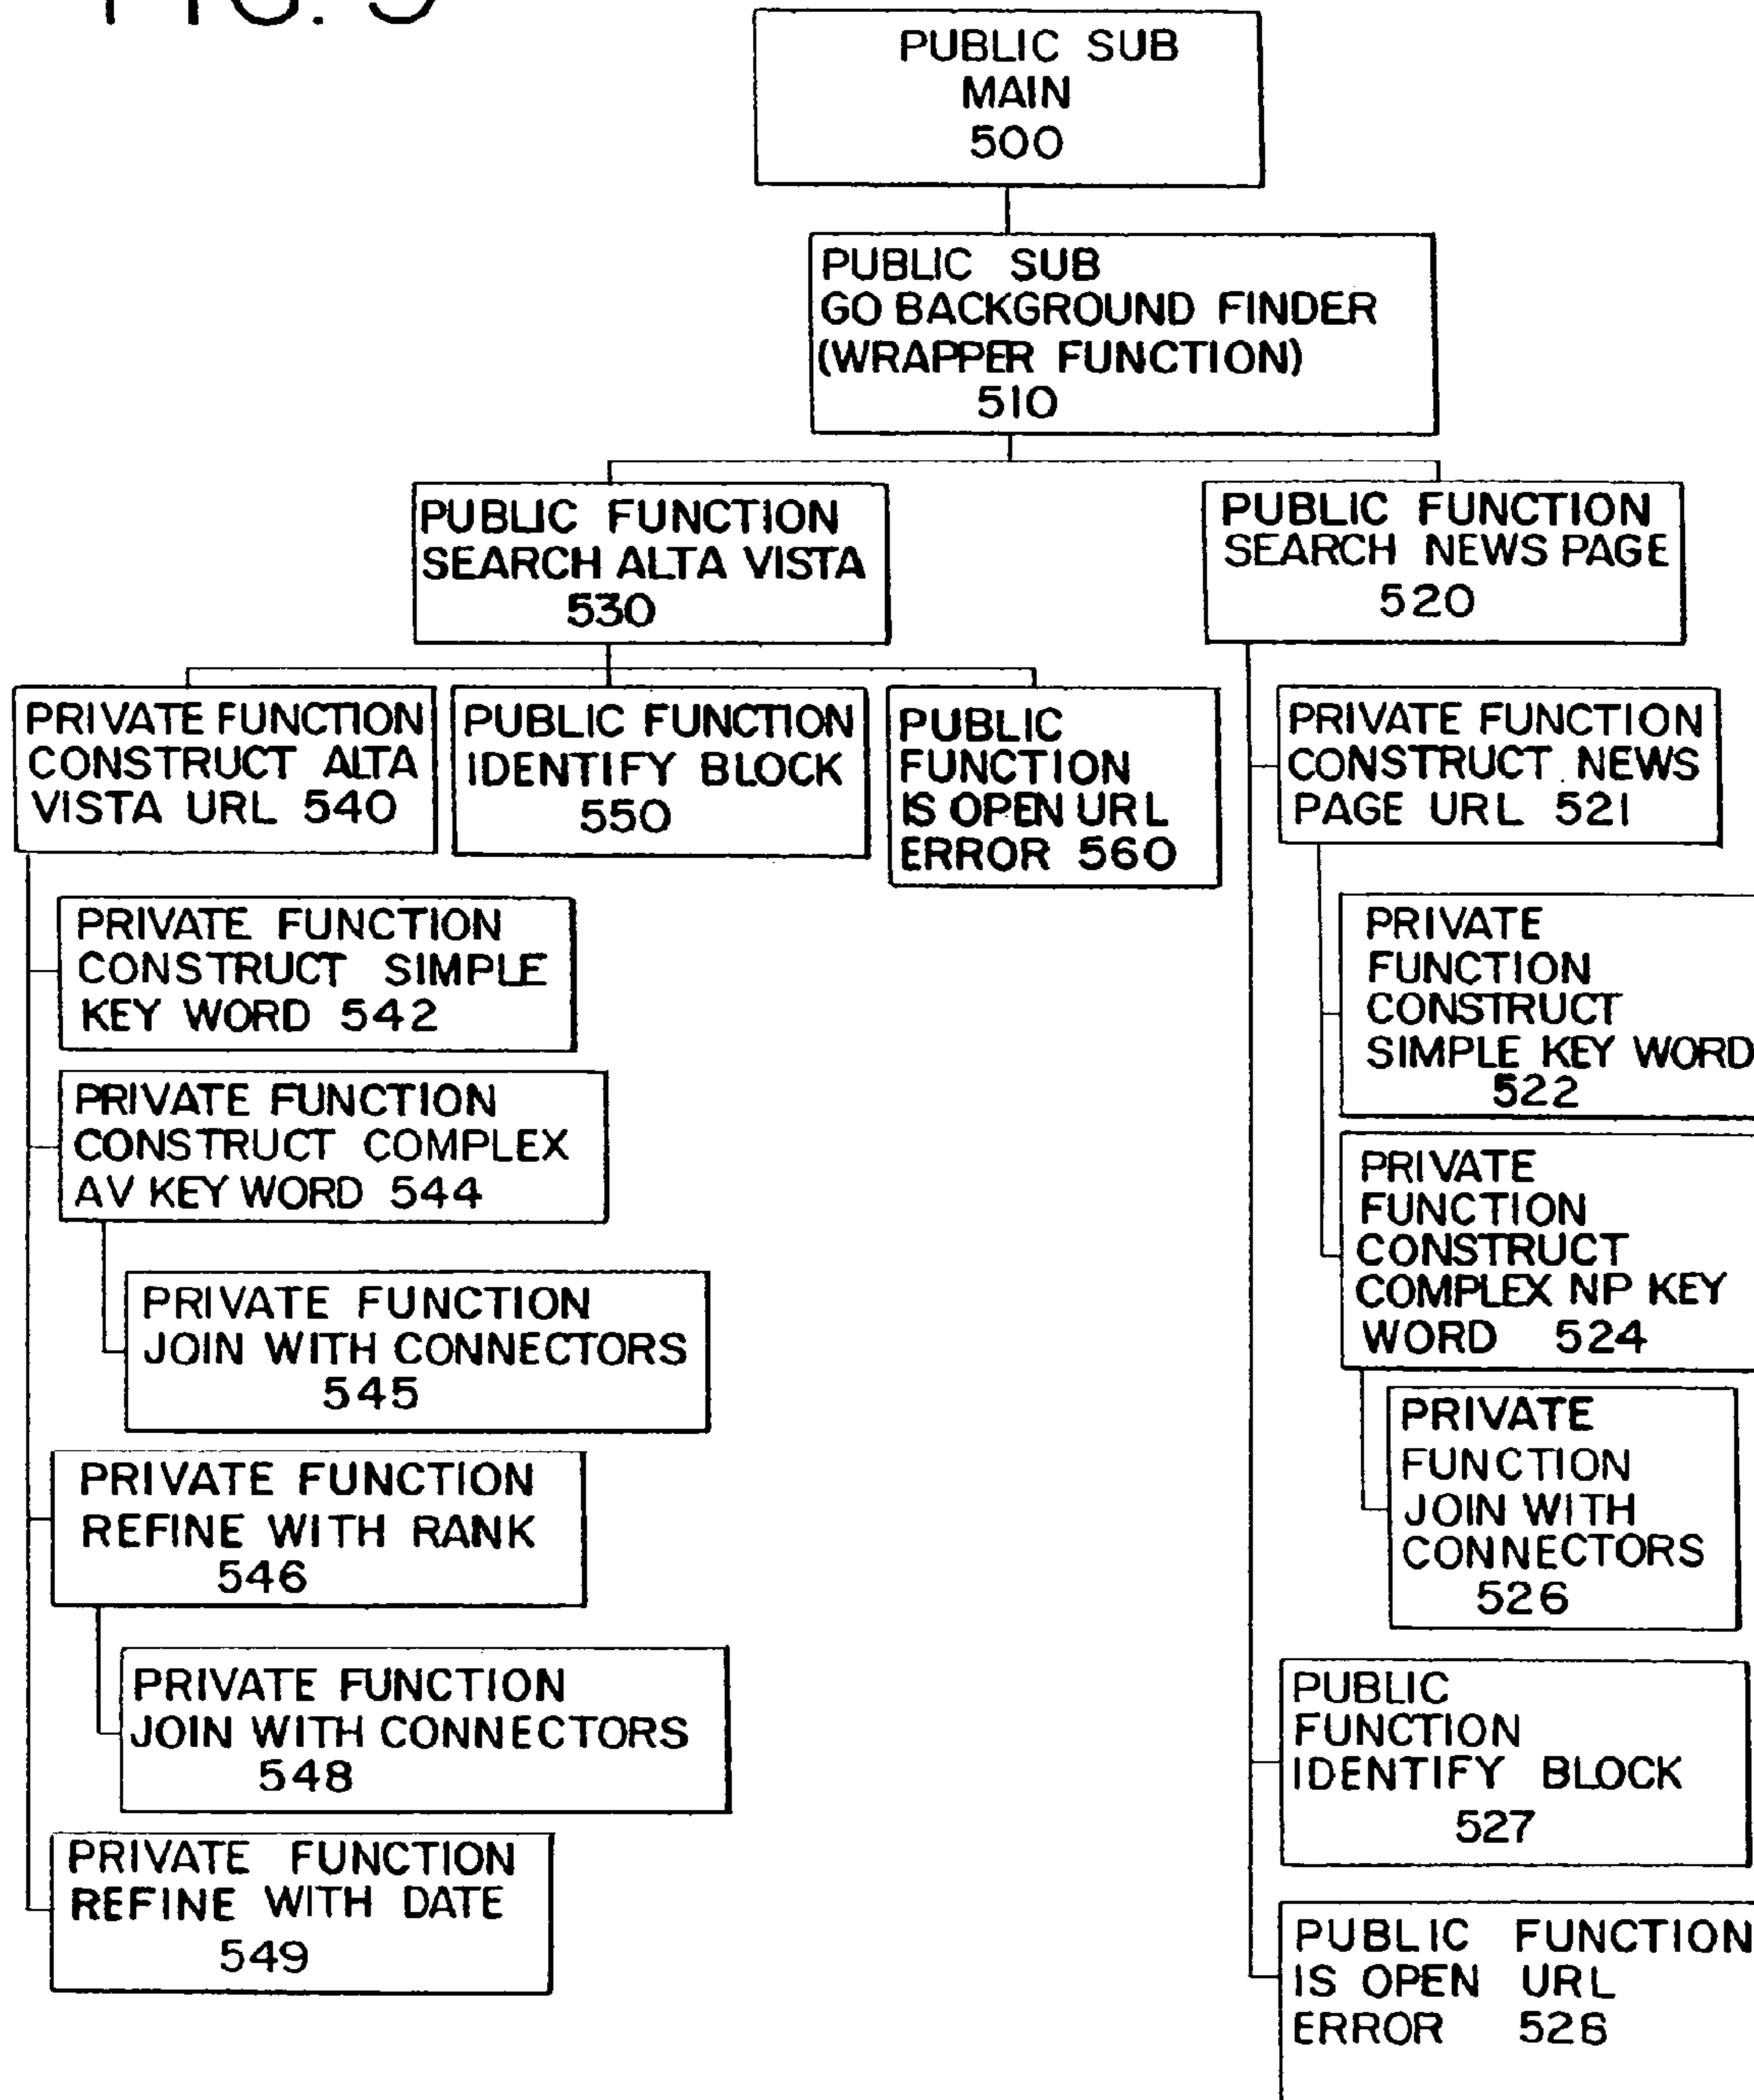 FIG. 5
PUBLIC SUB
MAIN
500
PUBLIC SUB
GO BACKGROUND FINDER
(WRAPPER FUNCTION)
510
PUBLIC FUNCTION
SEARCH ALTA VISTA
530
PUBLIC FUNCTION
SEARCH NEWS PAGE
520
PRIVATE FUNCTION
CONSTRUCT ALTA
VISTA URL 540
PUBLIC FUNCTION
IDENTIFY BLOCK
550
PUBLIC
FUNCTION
IS OPEN URL
ERROR 560
PRIVATE FUNCTION
CONSTRUCT NEWS
PAGE URL 521
PRIVATE FUNCTION
CONSTRUCT SIMPLE
KEY WORD 542
PRIVATE FUNCTION
CONSTRUCT COMPLEX
AV KEY WORD 544
PRIVATE FUNCTION
JOIN WITH CONNECTORS
545
PRIVATE FUNCTION
REFINE WITH RANK
546
PRIVATE FUNCTION
JOIN WITH CONNECTORS
548
PRIVATE FUNCTION
REFINE WITH DATE
549
PRIVATE
FUNCTION
CONSTRUCT
SIMPLE KEY WORD
522
PRIVATE
FUNCTION
CONSTRUCT
COMPLEX NP KEY
WORD 524
PRIVATE
FUNCTION
JOIN WITH
CONNECTORS
526
PUBLIC
FUNCTION
IDENTIFY BLOCK
527
PUBLIC FUNCTION
IS OPEN URL
ERROR 528